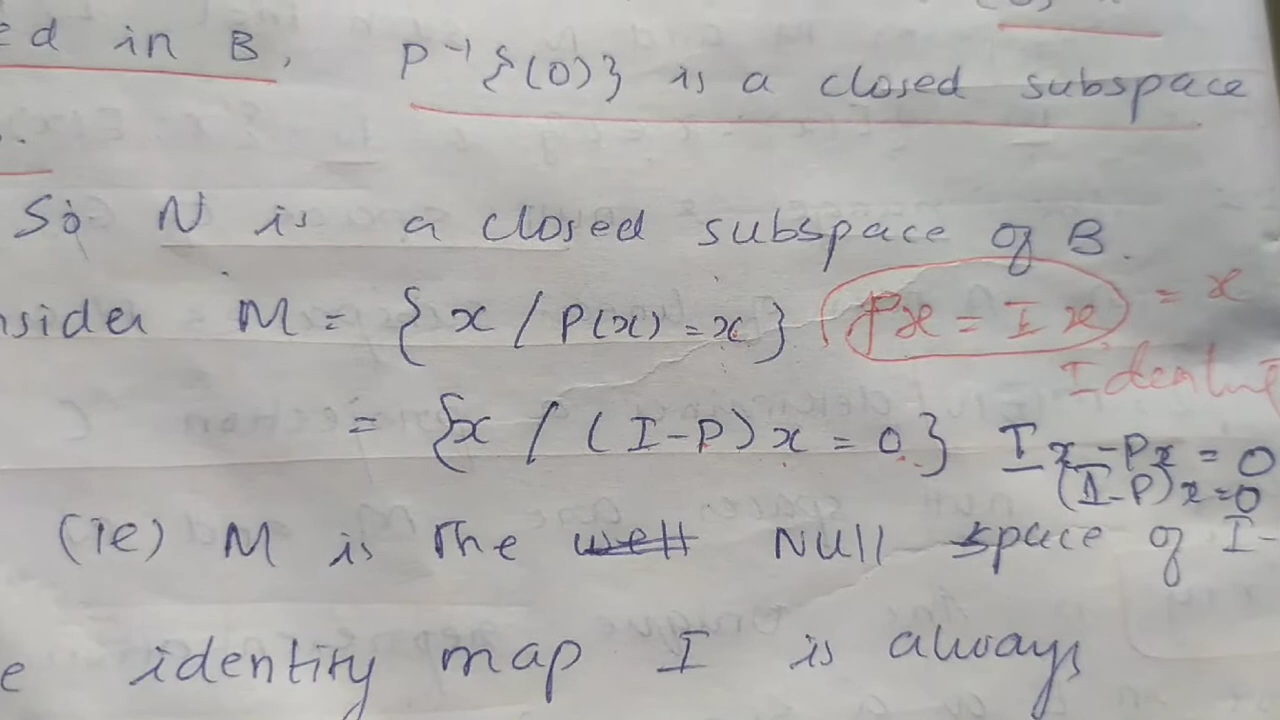 ed in B, P⁻¹{(0)} is a closed subspace
So N is a closed subspace of B.
nsider M = {x / P(x) = x} (Px = Ix) = x
= {x / (I-P)x = 0} Ix - Px = 0
(I-P)x = 0
(ie) M is the Null space of I-
e identity map I is always